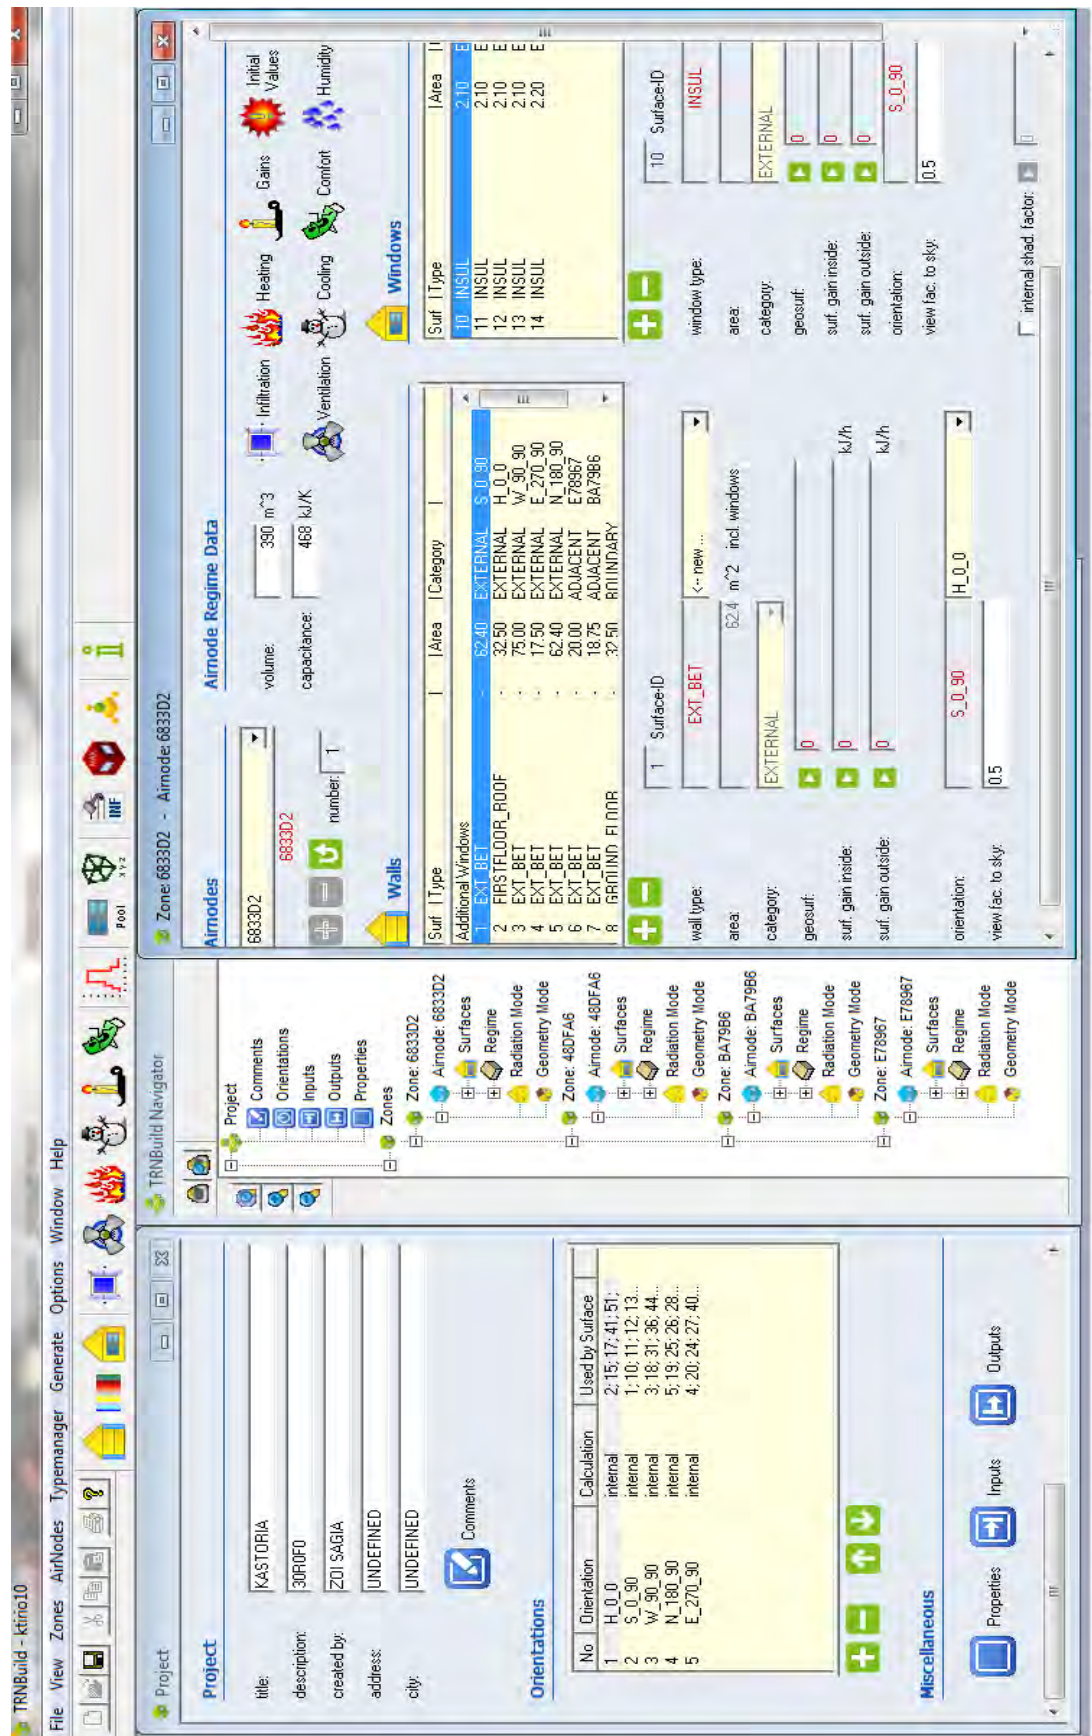 TRNBuild - ktirio10
File View Zones AirNodes Typemanager Generate Options Window Help
Pool
X Y Z
INF
Project
Project
title: KASTORIA
description: 3OROFO
created by: ZOI SAGIA
address: UNDEFINED
city: UNDEFINED
Comments
Orientations
No Orientation Calculation Used by Surface
1 H_0_0 internal 2; 15; 17; 41; 51;
2 S_0_90 internal 1; 10; 11; 12; 13...
3 W_90_90 internal 3; 18; 31; 36; 44...
4 N_180_90 internal 5; 19; 25; 26; 28...
5 E_270_90 internal 4; 20; 24; 27; 40...
Miscellaneous
Properties Inputs Outputs
TRNBuild Navigator
Project
Comments
Orientations
Inputs
Outputs
Properties
Zones
Zone: 6833D2
Airnode: 6833D2
Surfaces
Regime
Radiation Mode
Geometry Mode
Zone: 48DFA6
Airnode: 48DFA6
Surfaces
Regime
Radiation Mode
Geometry Mode
Zone: BA79B6
Airnode: BA79B6
Surfaces
Regime
Radiation Mode
Geometry Mode
Zone: E78967
Airnode: E78967
Surfaces
Regime
Radiation Mode
Geometry Mode
Zone: 6833D2 - Airnode: 6833D2
Airnodes
6833D2
6833D2
number: 1
Airnode Regime Data
volume: 390 m^3
capacitance: 468 kJ/K
Infiltration Heating Gains Initial Values
Ventilation Cooling Comfort Humidity
Walls
Surf | Type | Area | Category |
Additional Windows
1 EXT_BET - 62.40 EXTERNAL S_0_90
2 FIRSTFLOOR_ROOF - 32.50 EXTERNAL H_0_0
3 EXT_BET - 75.00 EXTERNAL W_90_90
4 EXT_BET - 17.50 EXTERNAL E_270_90
5 EXT_BET - 62.40 EXTERNAL N_180_90
6 EXT_BET - 20.00 ADJACENT E78967
7 EXT_BET - 18.75 ADJACENT BA79B6
8 GROUND_FLOOR - 32.50 BOUNDARY
1 Surface-ID
wall type: EXT_BET <-- new ...
area: 62.4 m^2 incl. windows
category: EXTERNAL
geosurf: 0
surf. gain inside: 0 kJ/h
surf. gain outside: 0 kJ/h
orientation: S_0_90 H_0_0
view fac. to sky: 0.5
Windows
Surf | Type | Area
10 INSUL 2.10 E
11 INSUL 2.10 E
12 INSUL 2.10 E
13 INSUL 2.10 E
14 INSUL 2.20 E
10 Surface-ID
window type: INSUL
area:
category: EXTERNAL
geosurf: 0
surf. gain inside: 0
surf. gain outside: 0
orientation: S_0_90
view fac. to sky: 0.5
internal shad. factor: 0